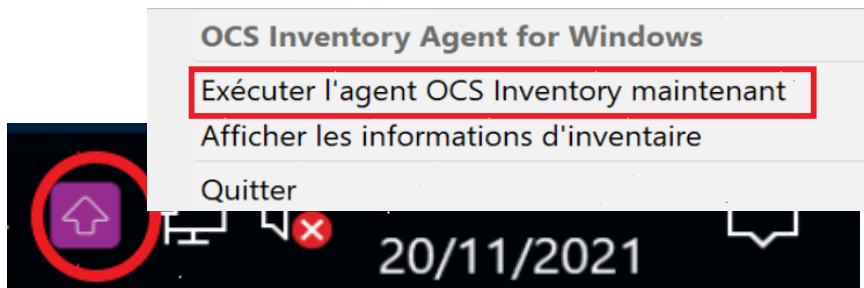 OCS Inventory Agent for Windows
Exécuter l'agent OCS Inventory maintenant
Afficher les informations d'inventaire
Quitter
20/11/2021